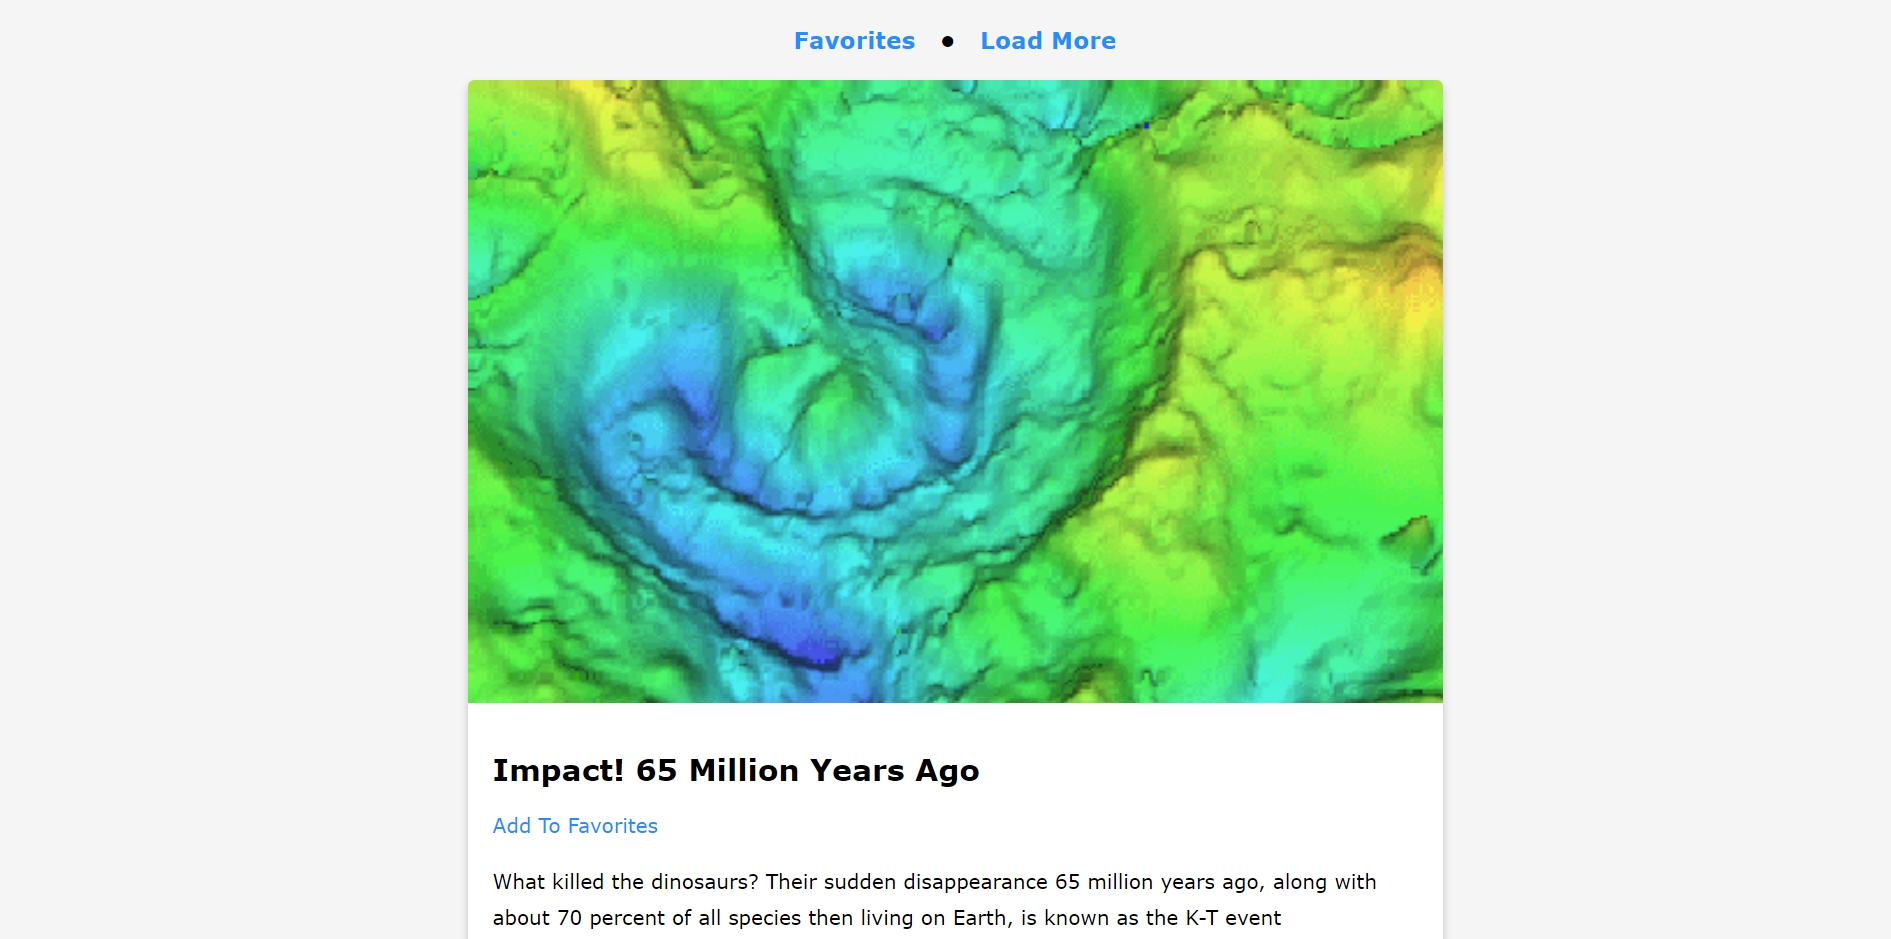 Favorites ● Load More
Impact! 65 Million Years Ago
Add To Favorites
What killed the dinosaurs? Their sudden disappearance 65 million years ago, along with
about 70 percent of all species then living on Earth, is known as the K-T event